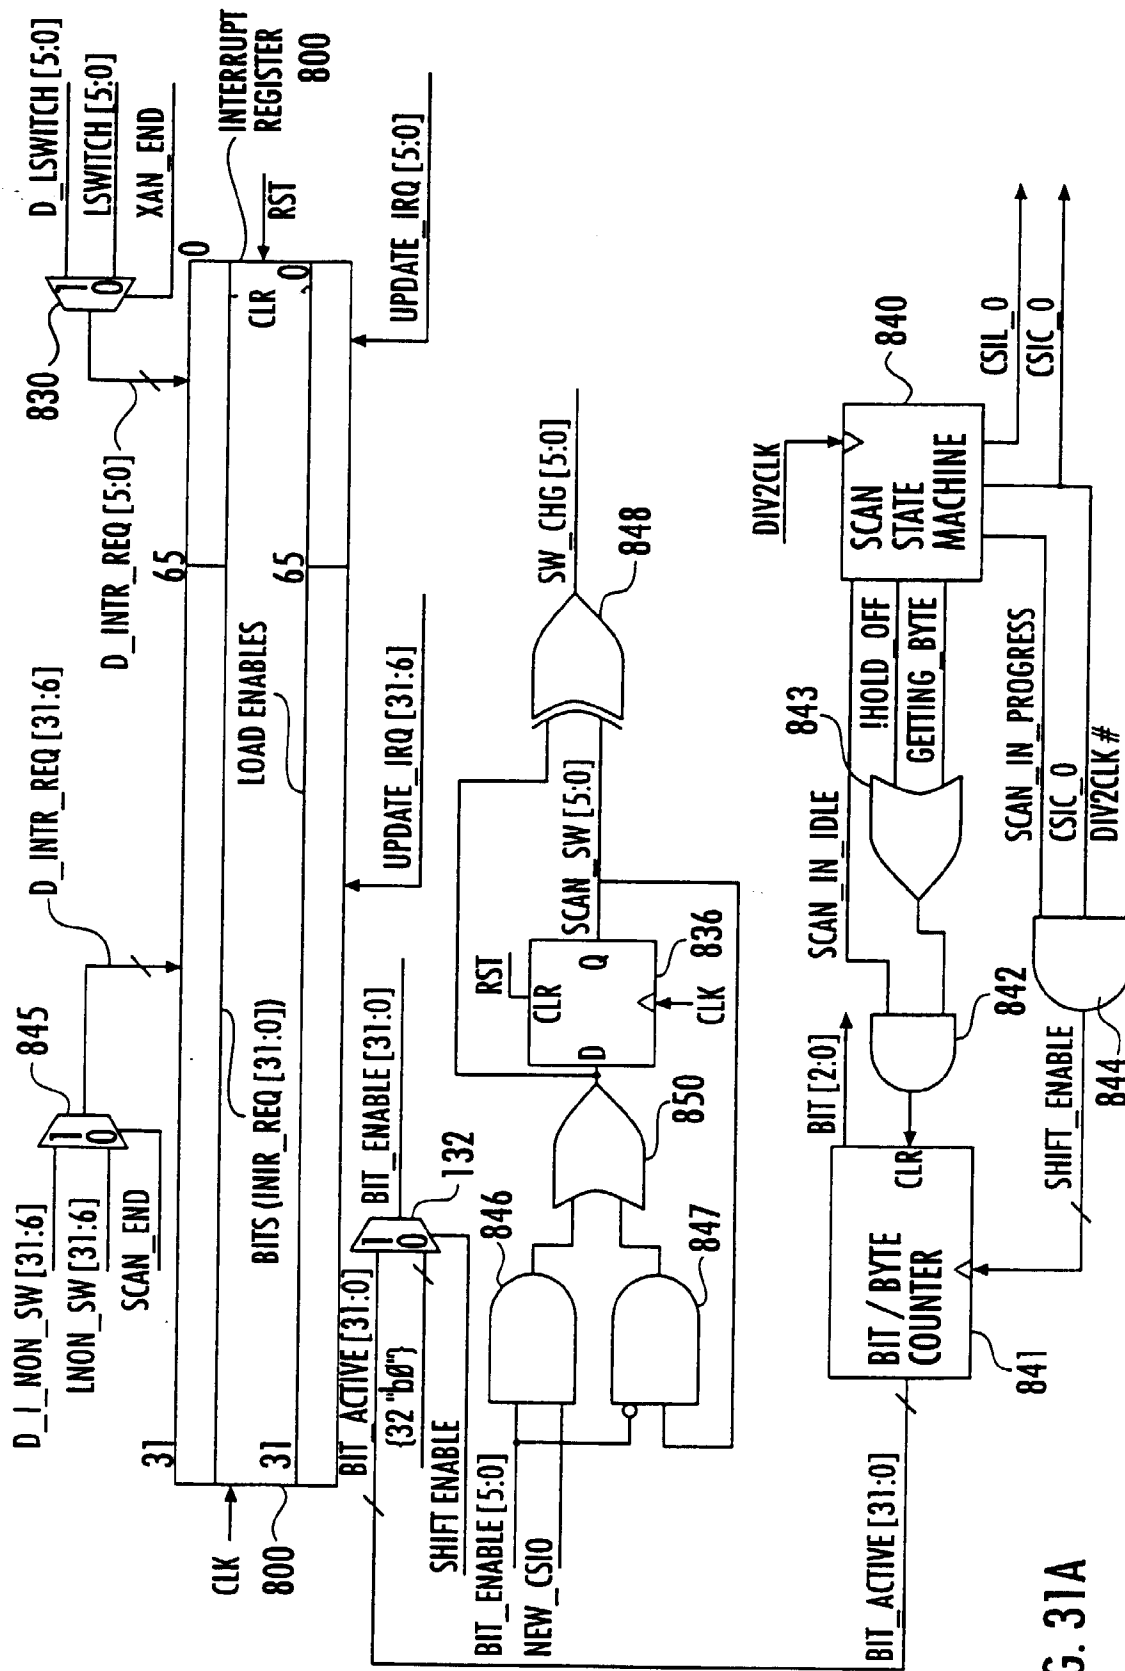 D_I_NON_SW [31:6]
LNON_SW [31:6]
SCAN_END
1
0
845
D_INTR_REQ [31:6]
D_INTR_REQ [5:0]
830
1
0
D_LSWITCH [5:0]
LSWITCH [5:0]
XAN_END
INTERRUPT
REGISTER
800
31
65
0
CLK
800
BITS (INIR_REQ [31:0])
LOAD ENABLES
CLR
RST
31
65
0
UPDATE_IRQ [31:6]
UPDATE_IRQ [5:0]
BIT_ACTIVE [31:0]
{32 "b0"}
SHIFT ENABLE
1
0
132
BIT_ENABLE [31:0]
BIT_ENABLE [5:0]
NEW_CSIO
846
847
850
RST
CLR
D
Q
CLK
836
SCAN_SW [5:0]
SW_CHG [5:0]
848
BIT_ACTIVE [31:0]
BIT / BYTE
COUNTER
CLR
841
BIT [2:0]
SHIFT_ENABLE
842
844
843
SCAN_IN_IDLE
!HOLD_OFF
GETTING_BYTE
SCAN_IN_PROGRESS
CSIC_0
DIV2CLK #
DIV2CLK
SCAN
STATE
MACHINE
840
CSIL_0
CSIC_0
G. 31A